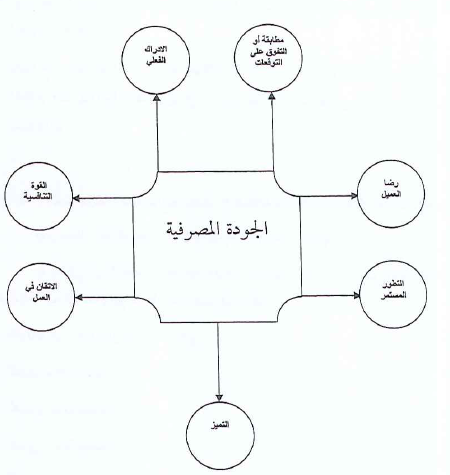 مطابقة أو
التفوق على
التوقعات
الادراك
الفعلي
رضا
العميل
القوة
التنافسية
الجودة المصرفية
التطور
المستمر
الاتقان في
العمل
التميز